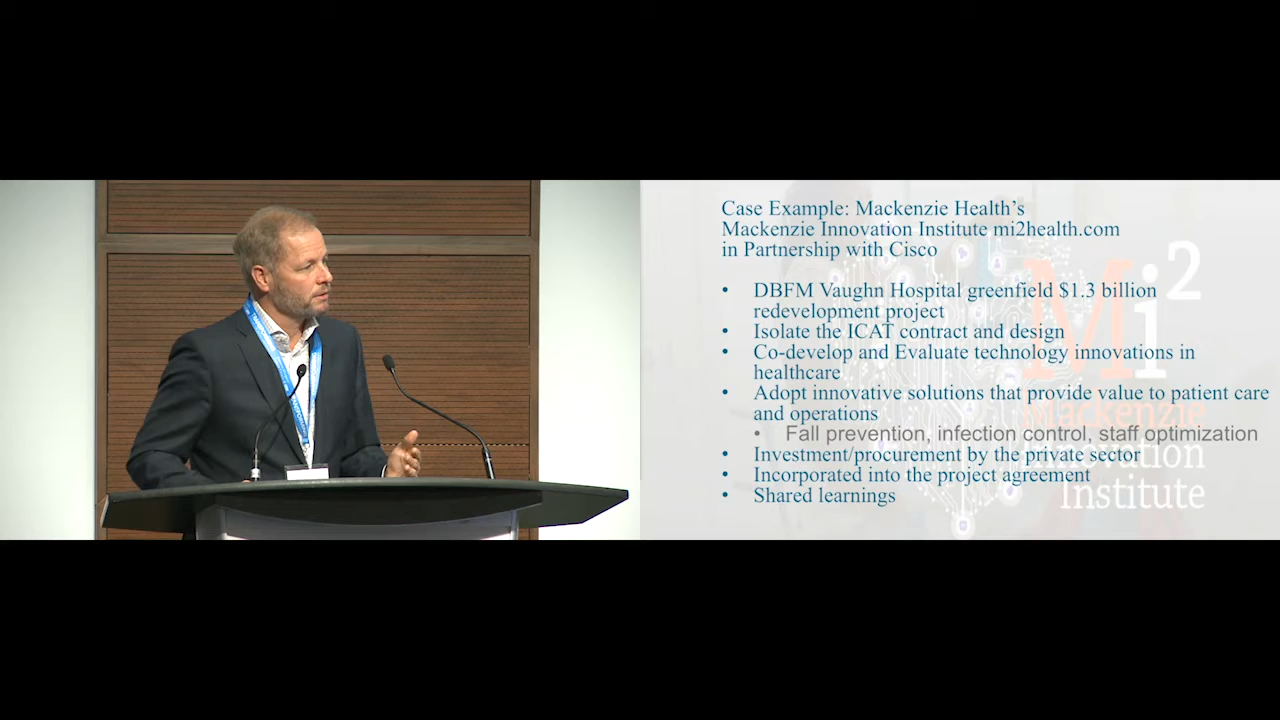 Case Example: Mackenzie Health’s
Mackenzie Innovation Institute mi2health.com
in Partnership with Cisco
• DBFM Vaughn Hospital greenfield $1.3 billion
redevelopment project
• Isolate the ICAT contract and design
• Co-develop and Evaluate technology innovations in
healthcare
• Adopt innovative solutions that provide value to patient care
and operations
• Fall prevention, infection control, staff optimization
• Investment/procurement by the private sector
• Incorporated into the project agreement
• Shared learnings
Mi2
Mackenzie
Innovation
Institute